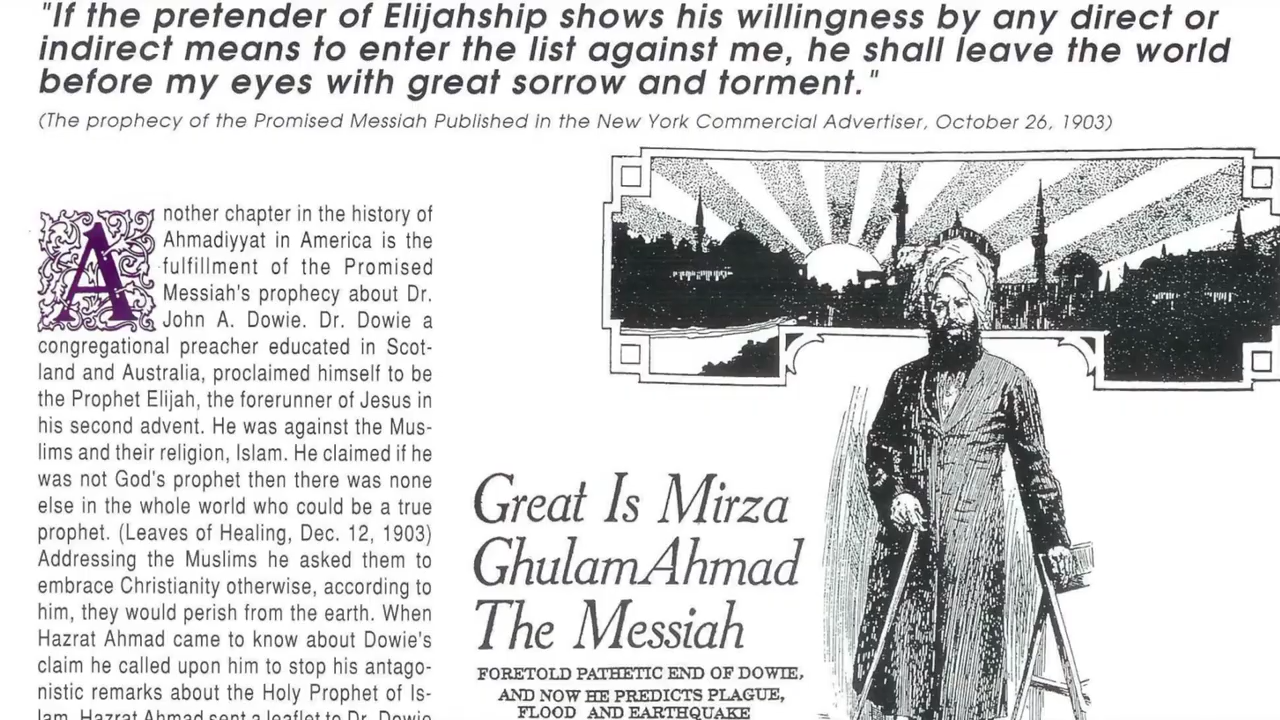 "If the pretender of Elijahship shows his willingness by any direct or
indirect means to enter the list against me, he shall leave the world
before my eyes with great sorrow and torment."
(The prophecy of the Promised Messiah Published in the New York Commercial Advertiser, October 26, 1903)
Another chapter in the history of
Ahmadiyyat in America is the
fulfillment of the Promised
Messiah's prophecy about Dr.
John A. Dowie. Dr. Dowie a
congregational preacher educated in Scot-
land and Australia, proclaimed himself to be
the Prophet Elijah, the forerunner of Jesus in
his second advent. He was against the Mus-
lims and their religion, Islam. He claimed if he
was not God's prophet then there was none
else in the whole world who could be a true
prophet. (Leaves of Healing, Dec. 12, 1903)
Addressing the Muslims he asked them to
embrace Christianity otherwise, according to
him, they would perish from the earth. When
Hazrat Ahmad came to know about Dowie's
claim he called upon him to stop his antago-
nistic remarks about the Holy Prophet of Is-
lam. Hazrat Ahmad sent a leaflet to Dr. Dowie
Great Is Mirza
Ghulam Ahmad
The Messiah
FORETOLD PATHETIC END OF DOWIE,
AND NOW HE PREDICTS PLAGUE,
FLOOD AND EARTHQUAKE